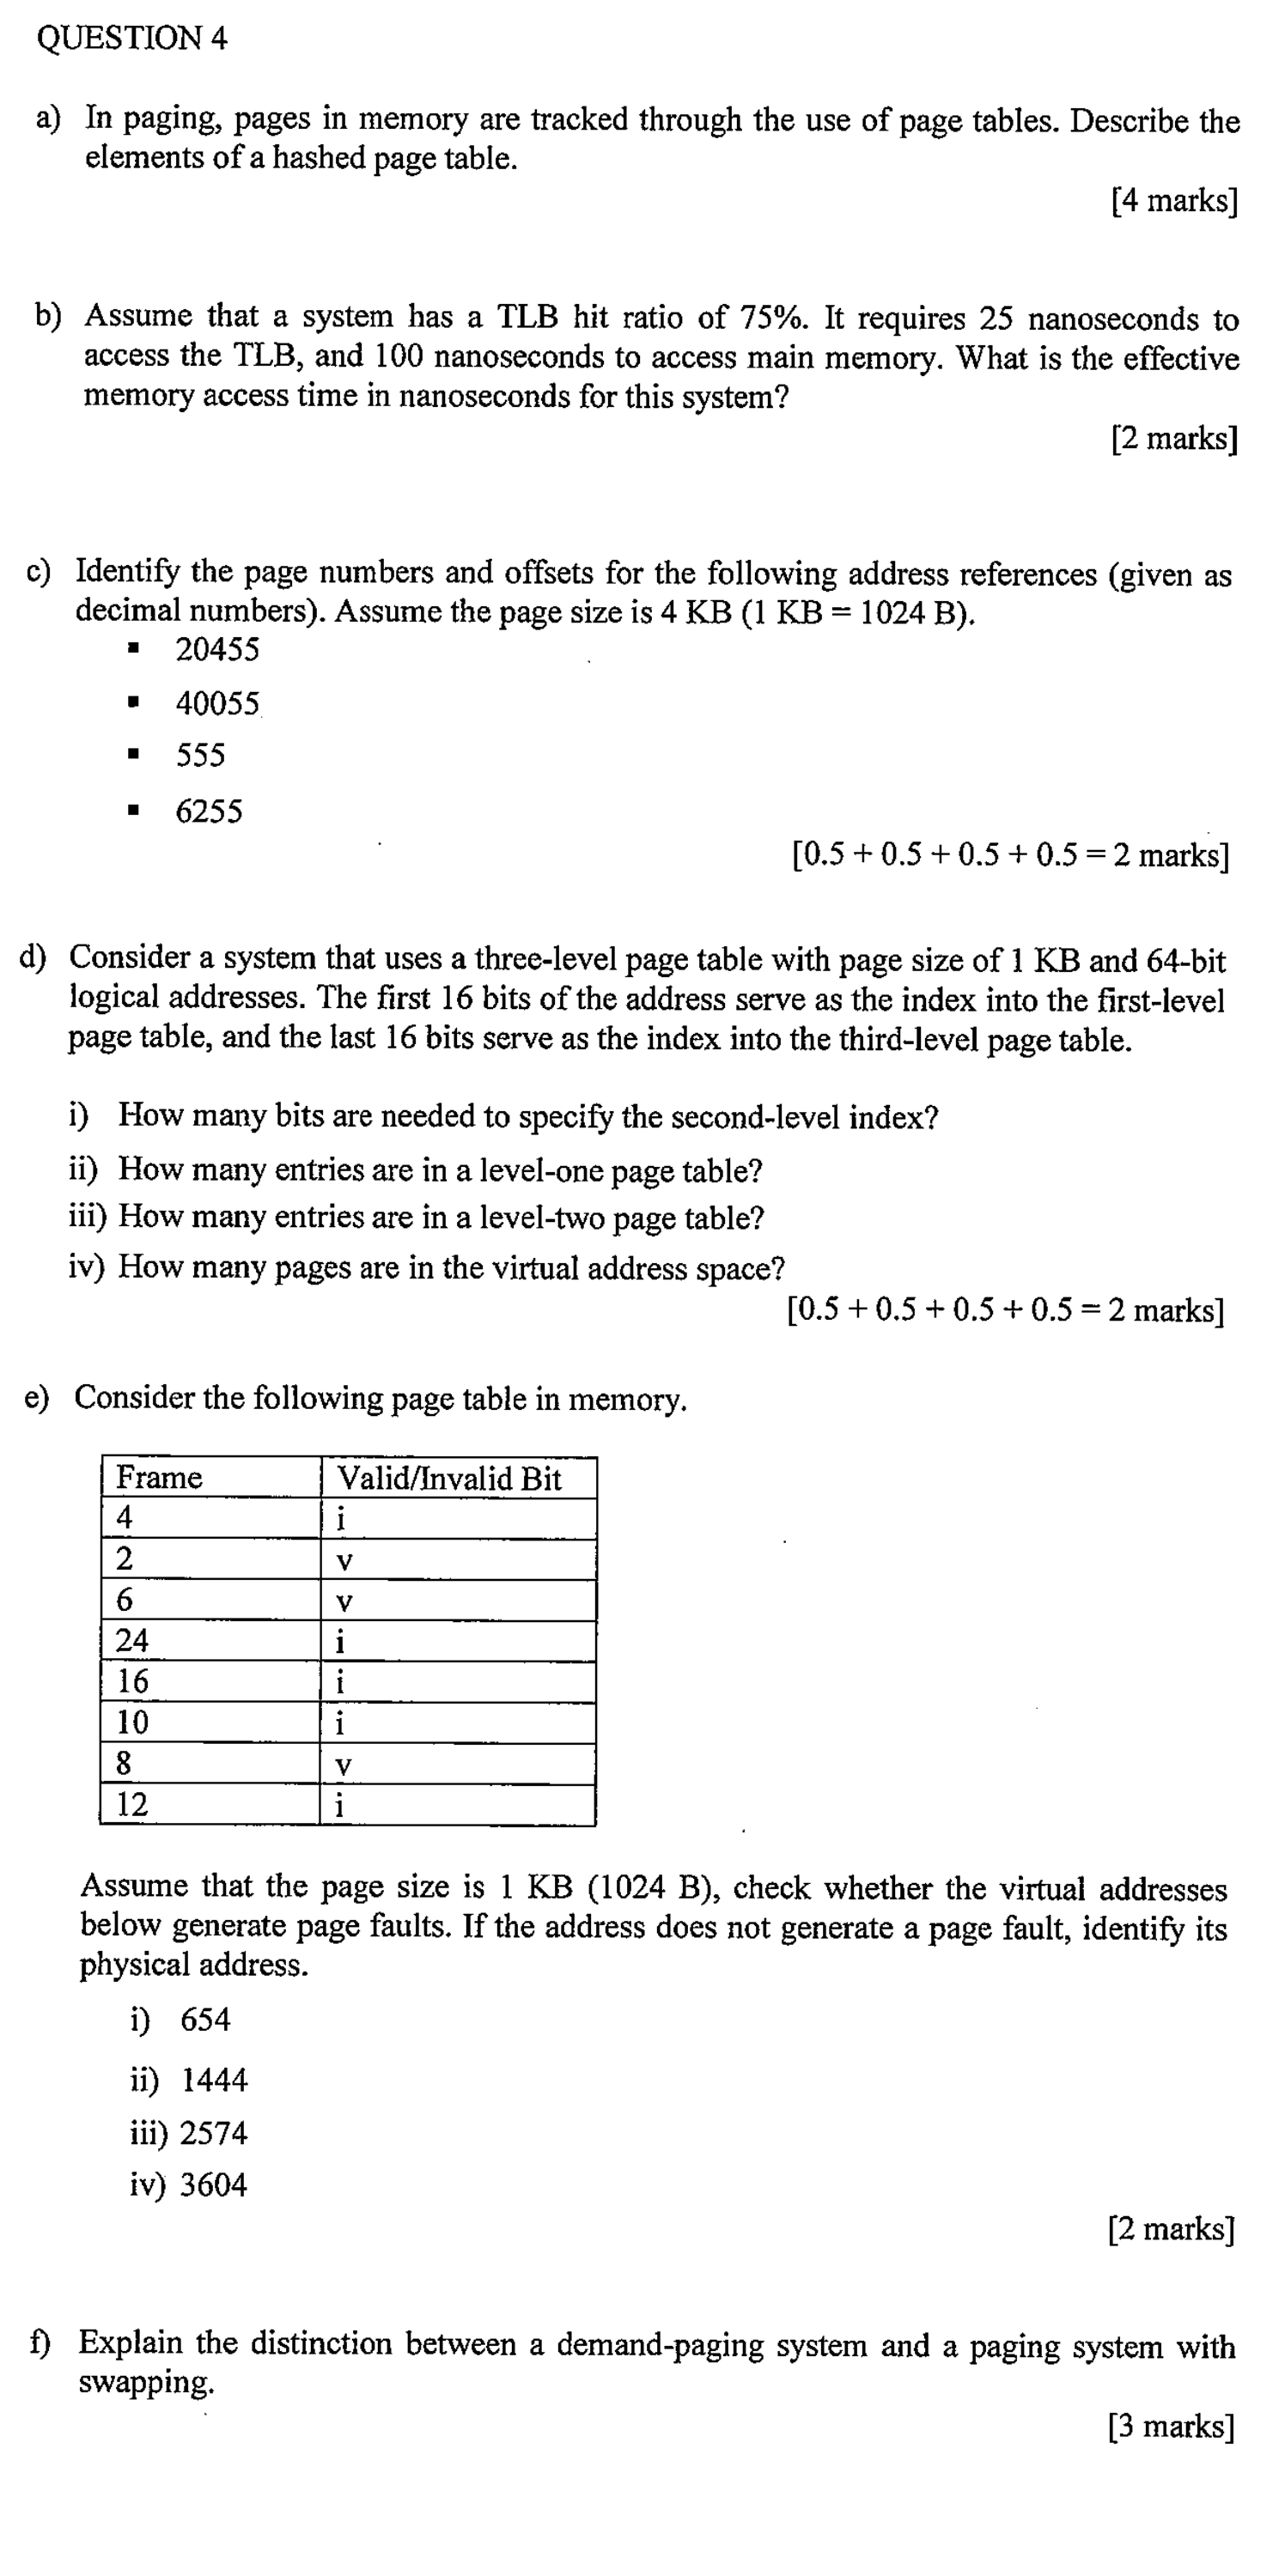 QUESTION 4
a) In paging, pages in memory are tracked through the use of page tables. Describe the
elements of a hashed page table.
[4 marks]
b) Assume that a system has a TLB hit ratio of 75%. It requires 25 nanoseconds to
access the TLB, and 100 nanoseconds to access main memory. What is the effective
memory access time in nanoseconds for this system?
[2 marks]
c) Identify the page numbers and offsets for the following address references (given as
decimal numbers). Assume the page size is 4 KB (1 KB = 1024 B).
▪ 20455
▪ 40055
▪ 555
▪ 6255
[0.5 + 0.5 + 0.5 + 0.5 = 2 marks]
d) Consider a system that uses a three-level page table with page size of 1 KB and 64-bit
logical addresses. The first 16 bits of the address serve as the index into the first-level
page table, and the last 16 bits serve as the index into the third-level page table.
i) How many bits are needed to specify the second-level index?
ii) How many entries are in a level-one page table?
iii) How many entries are in a level-two page table?
iv) How many pages are in the virtual address space?
[0.5 + 0.5 + 0.5 + 0.5 = 2 marks]
e) Consider the following page table in memory.
Frame Valid/Invalid Bit
4 i
2 v
6 v
24 i
16 i
10 i
8 v
12 i
Assume that the page size is 1 KB (1024 B), check whether the virtual addresses
below generate page faults. If the address does not generate a page fault, identify its
physical address.
i) 654
ii) 1444
iii) 2574
iv) 3604
[2 marks]
f) Explain the distinction between a demand-paging system and a paging system with
swapping.
[3 marks]